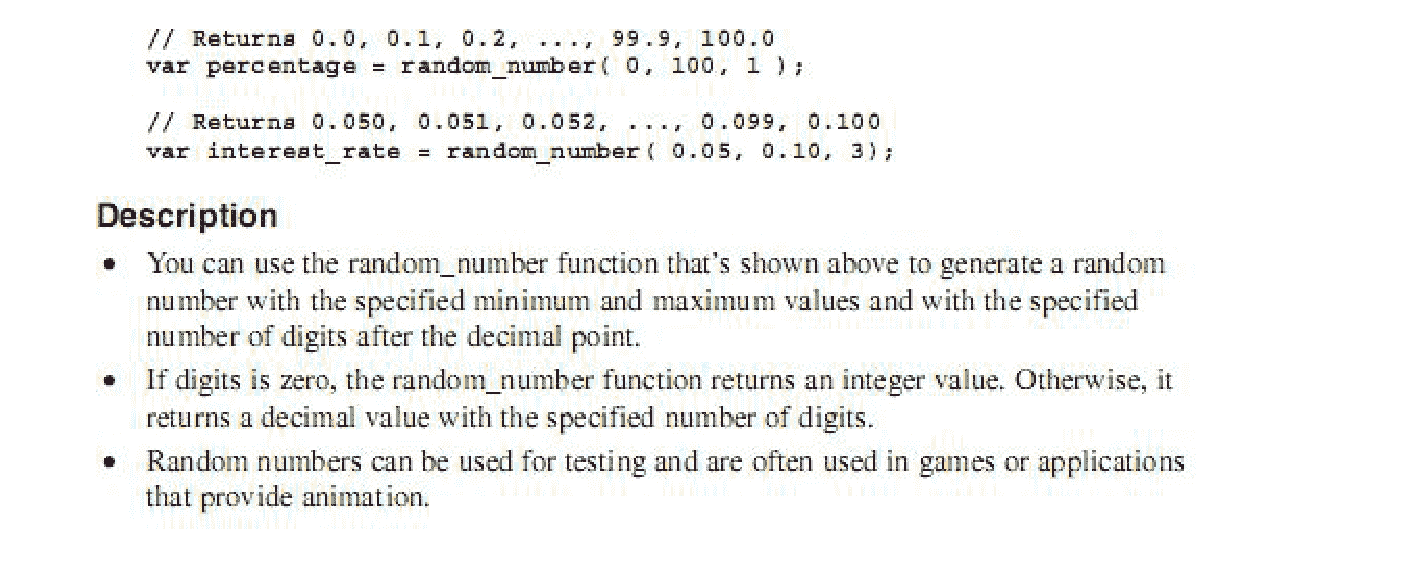 // Returns 0.0, 0.1, 0.2, ..., 99.9, 100.0
var percentage = random_number( 0, 100, 1 );
// Returns 0.050, 0.051, 0.052, ..., 0.099, 0.100
var interest_rate = random_number( 0.05, 0.10, 3);
Description
• You can use the random_number function that's shown above to generate a random
number with the specified minimum and maximum values and with the specified
number of digits after the decimal point.
• If digits is zero, the random_number function returns an integer value. Otherwise, it
returns a decimal value with the specified number of digits.
• Random numbers can be used for testing and are often used in games or applications
that provide animation.